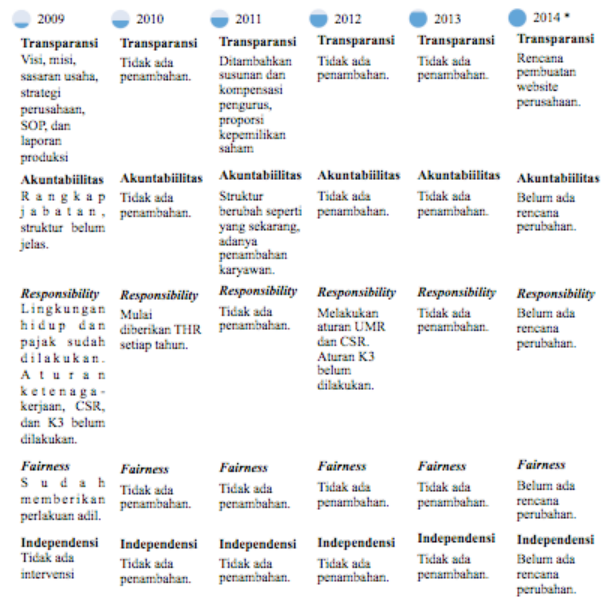 2009
2010
2011
2012
2013
2014 *
Transparansi
Visi, misi,
sasaran usaha,
strategi
perusahaan,
SOP, dan
laporan
produksi
Transparansi
Tidak ada
penambahan.
Transparansi
Ditambahkan
susunan dan
kompensasi
pengurus,
proporsi
kepemilikan
saham
Transparansi
Tidak ada
penambahan.
Transparansi
Tidak ada
penambahan.
Transparansi
Rencana
pembuatan
website
perusahaan.
Akuntabiilitas
Rangkap
jabatan,
struktur belum
jelas.
Akuntabiilitas
Tidak ada
penambahan.
Akuntabiilitas
Struktur
berubah seperti
yang sekarang,
adanya
penambahan
karyawan.
Akuntabiilitas
Tidak ada
penambahan.
Akuntabiilitas
Tidak ada
penambahan.
Akuntabiilitas
Belum ada
rencana
perubahan.
Responsibility
Lingkungan
hidup dan
pajak sudah
dilakukan.
Aturan
ketenaga-
kerjaan, CSR,
dan K3 belum
dilakukan.
Responsibility
Mulai
diberikan THR
setiap tahun.
Responsibility
Tidak ada
penambahan.
Responsibility
Melakukan
aturan UMR
dan CSR.
Aturan K3
belum
dilakukan.
Responsibility
Tidak ada
penambahan.
Responsibility
Belum ada
rencana
perubahan.
Fairness
Sudah
memberikan
perlakuan adil.
Fairness
Tidak ada
penambahan.
Fairness
Tidak ada
penambahan.
Fairness
Tidak ada
penambahan.
Fairness
Tidak ada
penambahan.
Fairness
Belum ada
rencana
perubahan.
Independensi
Tidak ada
intervensi
Independensi
Tidak ada
penambahan.
Independensi
Tidak ada
penambahan.
Independensi
Tidak ada
penambahan.
Independensi
Tidak ada
penambahan.
Independensi
Belum ada
rencana
perubahan.